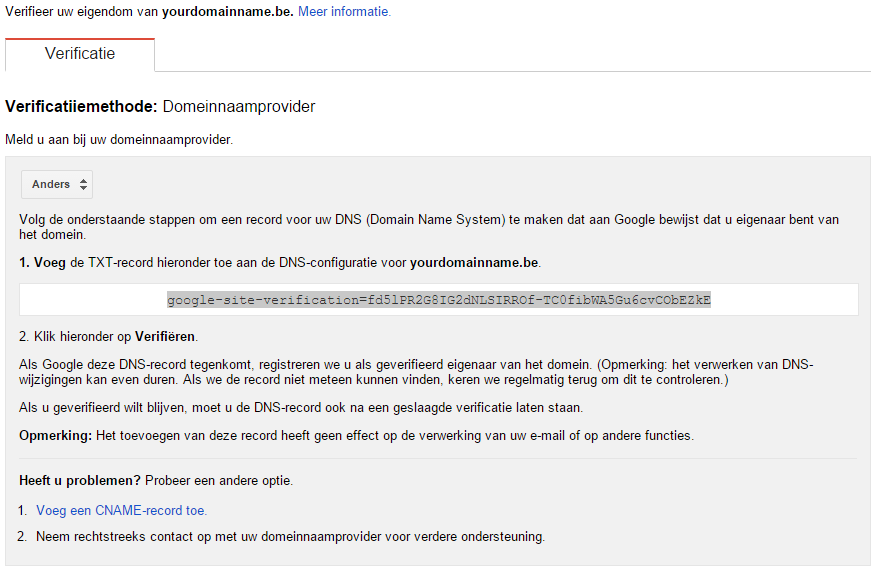 Verifieer uw eigendom van yourdomainname.be. Meer informatie.
Verificatie
Verificatiiemethode: Domeinnaamprovider
Meld u aan bij uw domeinnaamprovider.
Anders
Volg de onderstaande stappen om een record voor uw DNS (Domain Name System) te maken dat aan Google bewijst dat u eigenaar bent van
het domein.
1. Voeg de TXT-record hieronder toe aan de DNS-configuratie voor yourdomainname.be.
google-site-verification=fd5lPR2G8IG2dNLSIRROf-TC0fibWA5Gu6cvCObEZkE
2. Klik hieronder op Verifiëren.
Als Google deze DNS-record tegenkomt, registreren we u als geverifieerd eigenaar van het domein. (Opmerking: het verwerken van DNS-
wijzigingen kan even duren. Als we de record niet meteen kunnen vinden, keren we regelmatig terug om dit te controleren.)
Als u geverifieerd wilt blijven, moet u de DNS-record ook na een geslaagde verificatie laten staan.
Opmerking: Het toevoegen van deze record heeft geen effect op de verwerking van uw e-mail of op andere functies.
Heeft u problemen? Probeer een andere optie.
1. Voeg een CNAME-record toe.
2. Neem rechtstreeks contact op met uw domeinnaamprovider voor verdere ondersteuning.